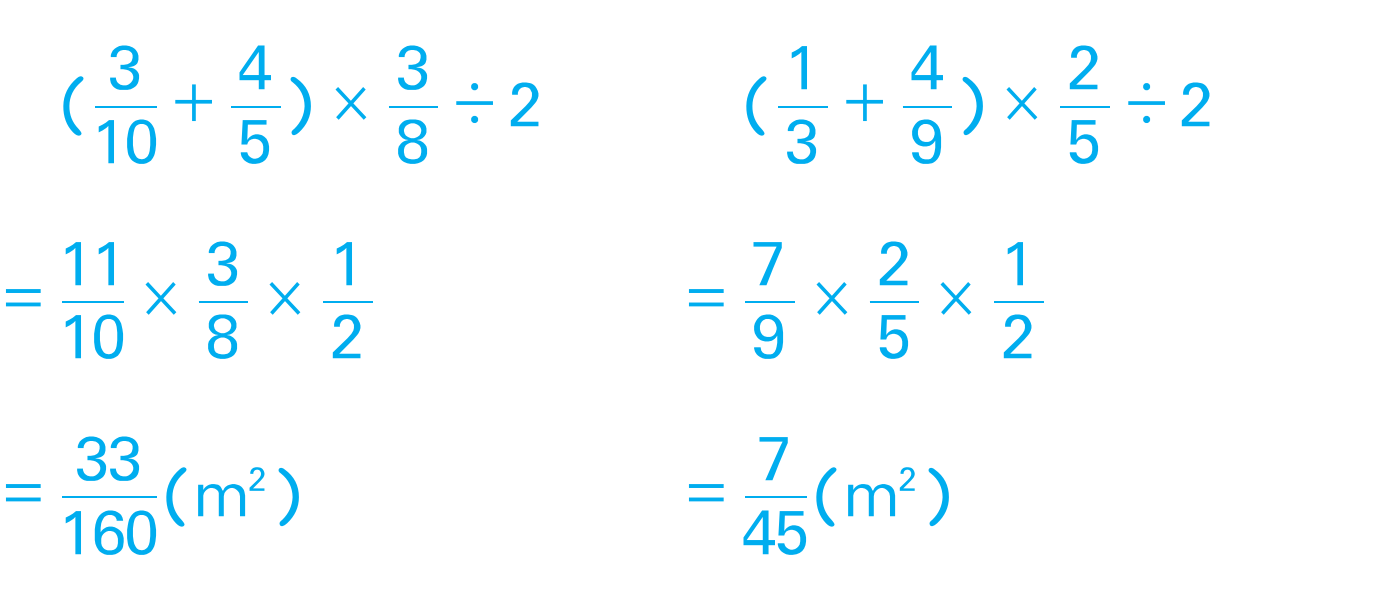 (3/10 + 4/5) × 3/8 ÷ 2
= 11/10 × 3/8 × 1/2
= 33/160 (m²)
(1/3 + 4/9) × 2/5 ÷ 2
= 7/9 × 2/5 × 1/2
= 7/45 (m²)